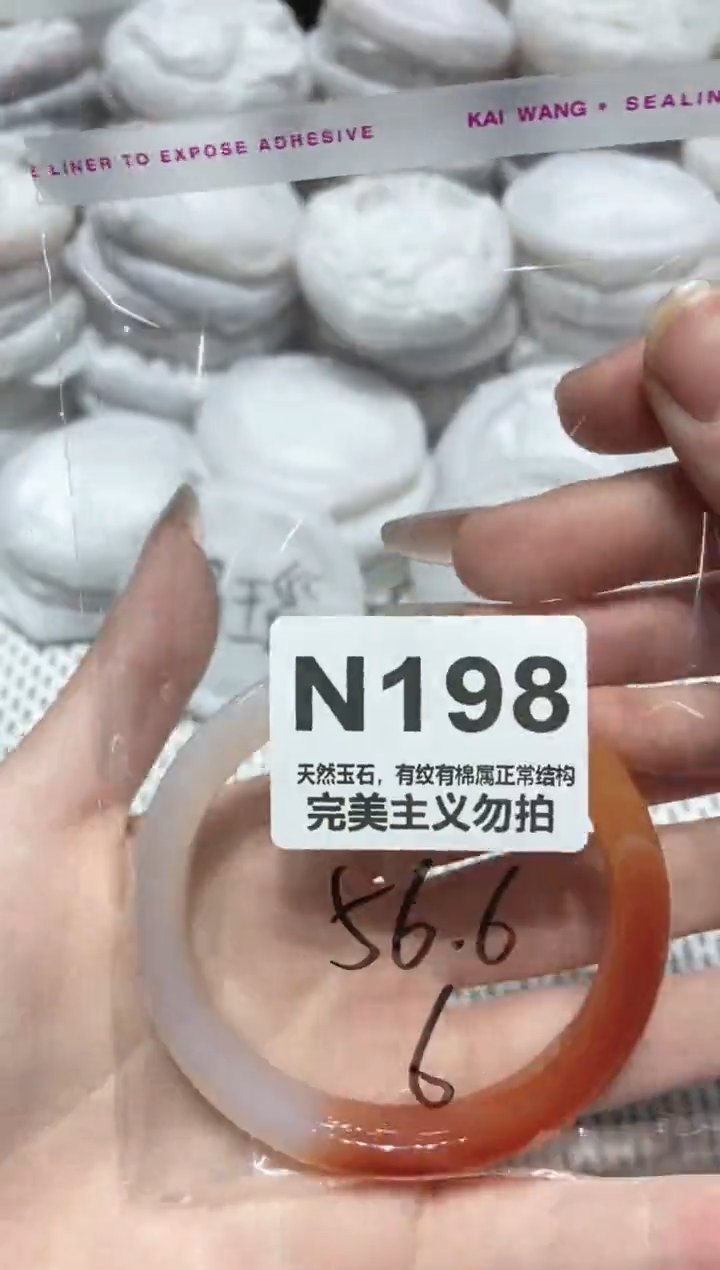 LINER TO EXPOSE ADHESIVE
KAI WANG • SEALIN
N198
天然玉石，有纹有棉属正常结构
完美主义勿拍
56.6
6